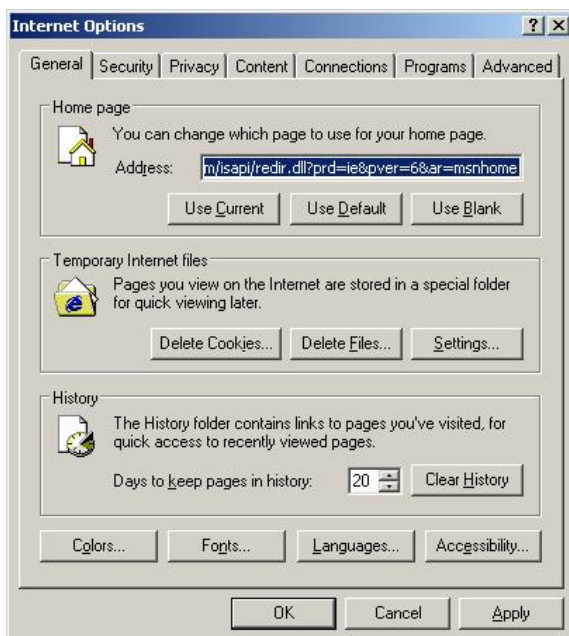 Internet Options
General Security Privacy Content Connections Programs Advanced
Home page
You can change which page to use for your home page.
Address: m/isapi/redir.dll?prd=ie&pver=6&ar=msnhome
Use Current Use Default Use Blank
Temporary Internet files
Pages you view on the Internet are stored in a special folder
for quick viewing later.
Delete Cookies... Delete Files... Settings...
History
The History folder contains links to pages you've visited, for
quick access to recently viewed pages.
Days to keep pages in history: 20 Clear History
Colors... Fonts... Languages... Accessibility...
OK Cancel Apply